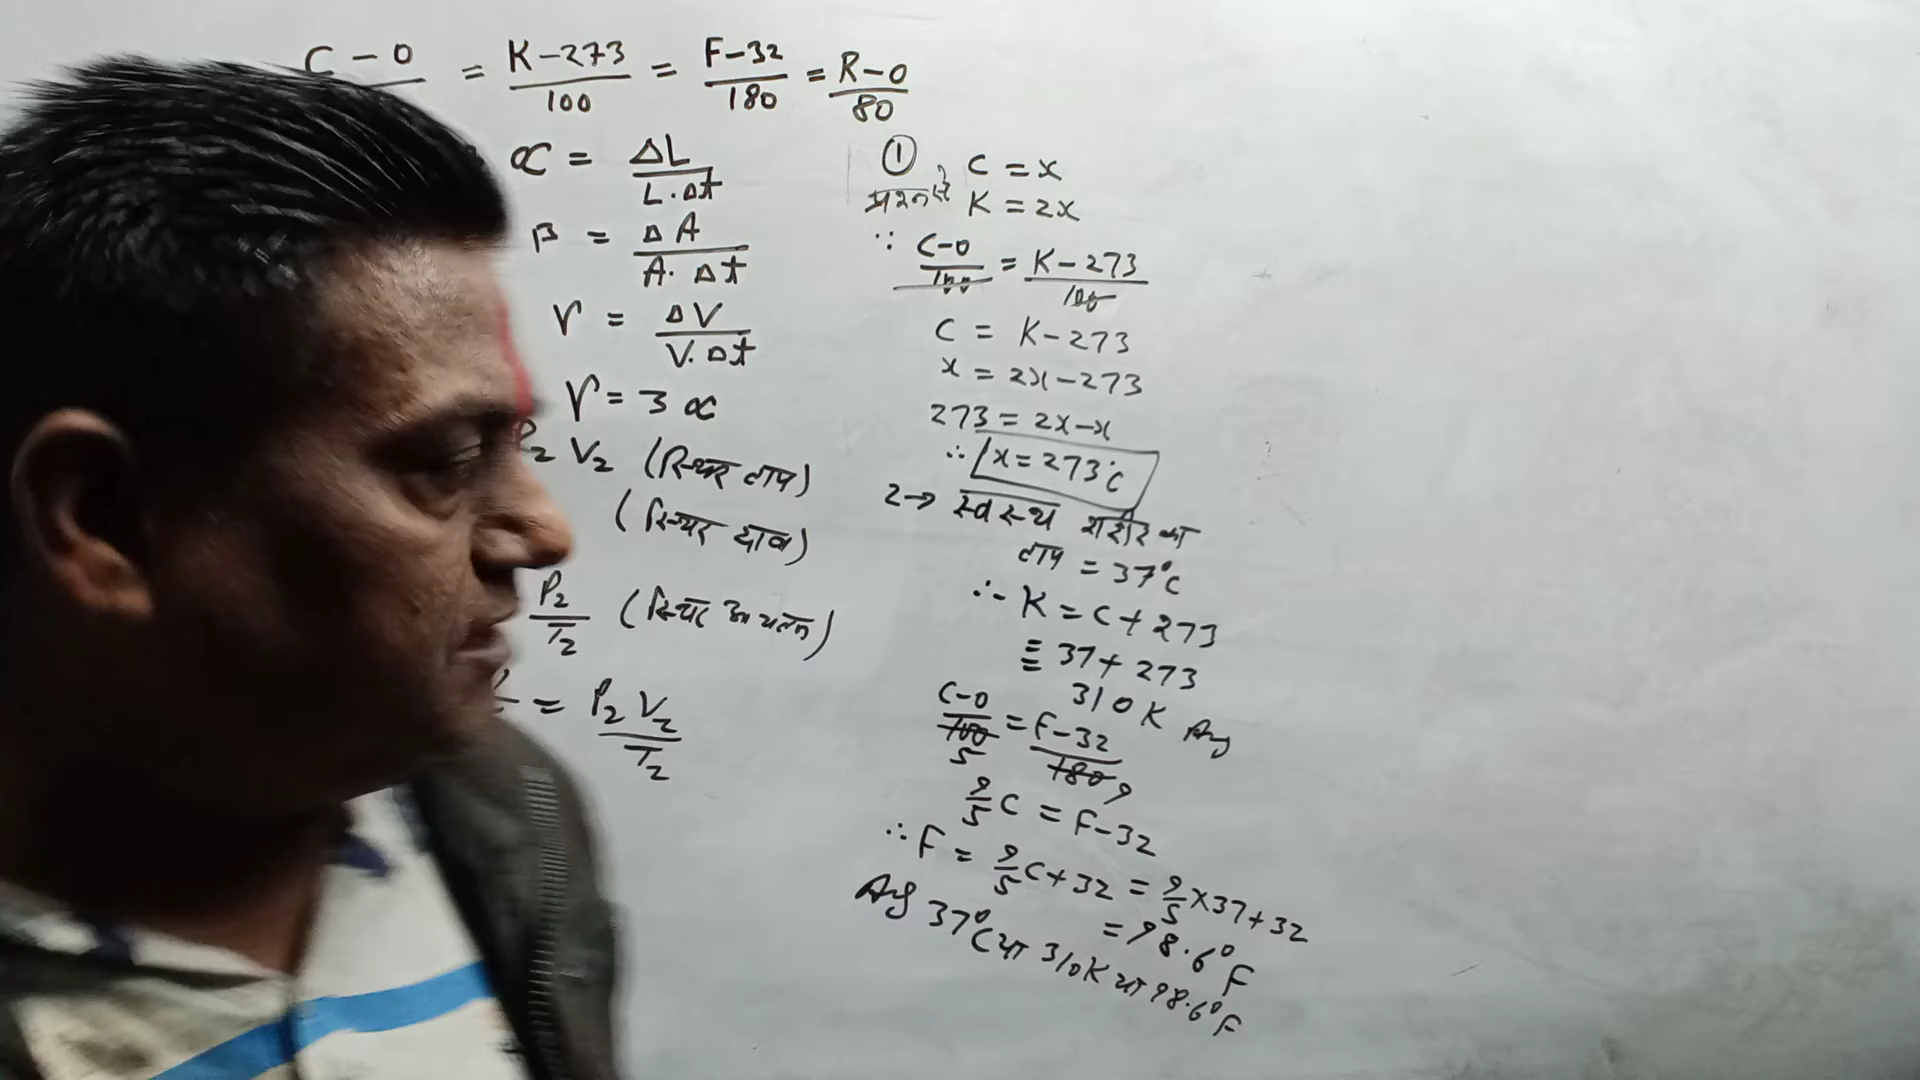 C - 0 = K-273 / 100 = F-32 / 180 = R-0 / 80
∝ = ΔL / L·Δt
β = ΔA / A·Δt
γ = ΔV / V·Δt
γ = 3∝
P₂V₂ (स्थिर ताप)
(स्थिर दाब)
P₂ / T₂ (स्थिर आयतन)
= P₂V₂ / T₂
① C = x
प्रश्न से, K = 2x
∵ C-0 / 100 = K-273 / 100
C = K-273
x = 2x-273
273 = 2x-x
∴ x = 273°C
2→ स्वस्थ शरीर का
ताप = 37°C
∴ K = C+273
= 37+273
310K Ans
C-0 / 100 5 = F-32 / 180 9
9/5 C = F-32
∴ F = 9/5 C+32 = 9/5 ×37+32
= 98.6°F
Ans 37°C या 310K या 98.6°F